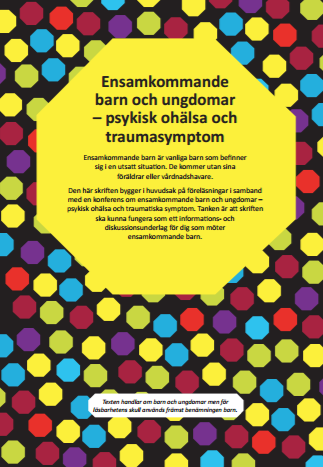 Ensamkommande
barn och ungdomar
– psykisk ohälsa och
traumasymptom
Ensamkommande barn är vanliga barn som befinner
sig i en utsatt situation. De kommer utan sina
föräldrar eller vårdnadshavare.
Den här skriften bygger i huvudsak på föreläsningar i samband
med en konferens om ensamkommande barn och ungdomar –
psykisk ohälsa och traumatiska symptom. Tanken är att skriften
ska kunna fungera som ett informations- och
diskussionsunderlag för dig som möter
ensamkommande barn.
Texten handlar om barn och ungdomar men för
läsbarhetens skull används främst benämningen barn.